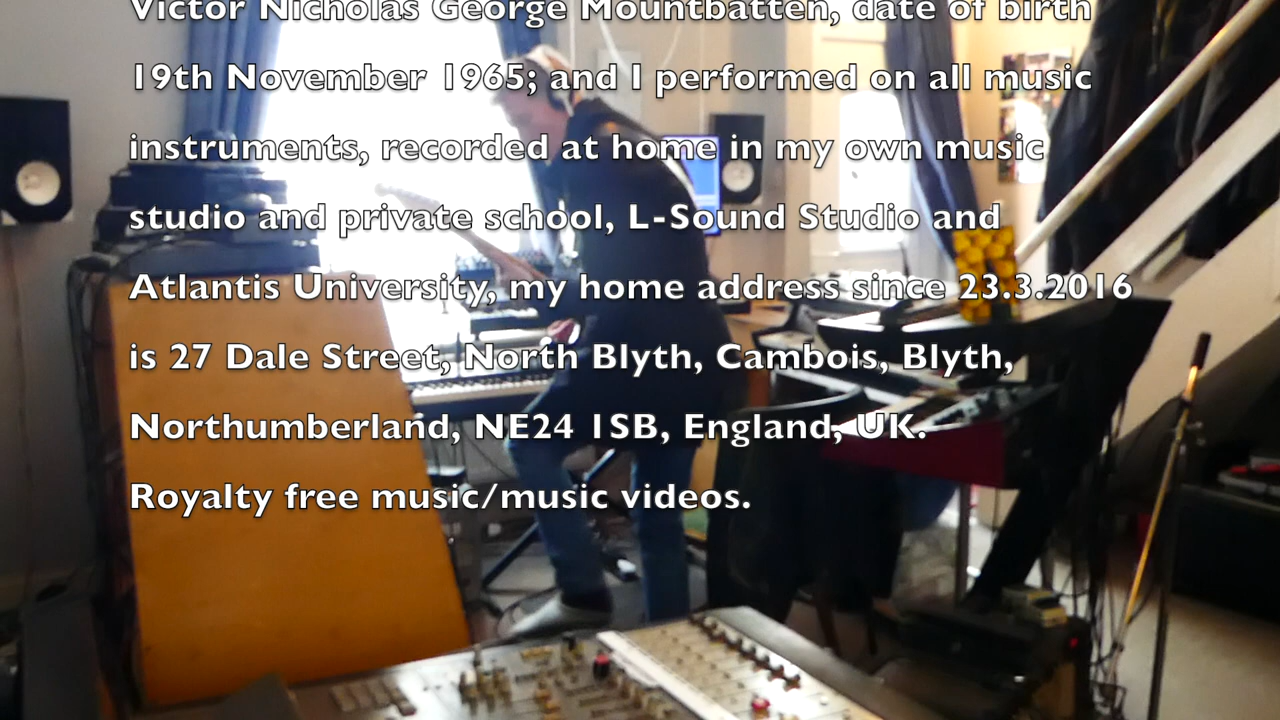 Victor Nicholas George Mountbatten, date of birth
19th November 1965; and I performed on all music
instruments, recorded at home in my own music
studio and private school, L-Sound Studio and
Atlantis University, my home address since 23.3.2016
is 27 Dale Street, North Blyth, Cambois, Blyth,
Northumberland, NE24 1SB, England, UK.
Royalty free music/music videos.